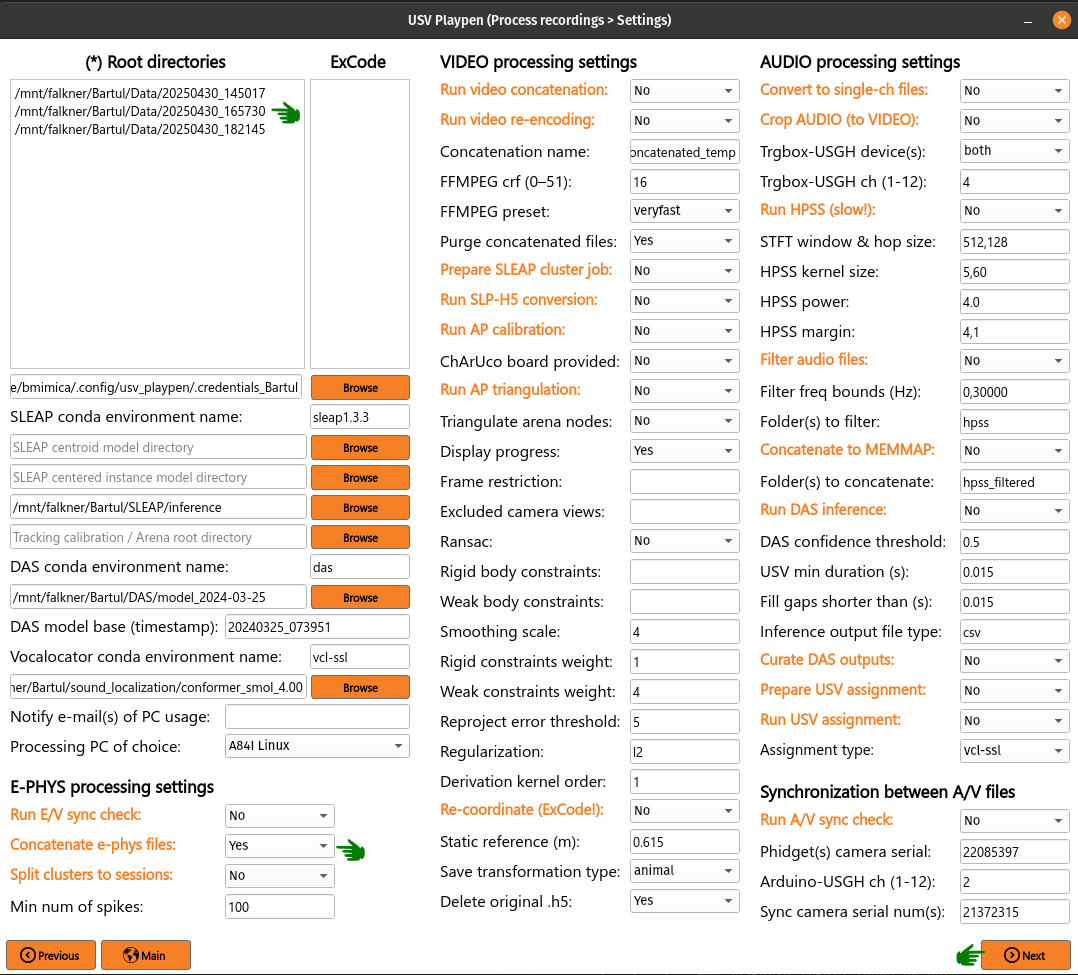 USV Playpen (Process recordings > Settings)
(*) Root directories
ExCode
/mnt/falkner/Bartul/Data/20250430_145017
/mnt/falkner/Bartul/Data/20250430_165730
/mnt/falkner/Bartul/Data/20250430_182145
e/bmimica/.config/usv_playpen/.credentials_Bartul Browse
SLEAP conda environment name: sleap1.3.3
SLEAP centroid model directory Browse
SLEAP centered instance model directory Browse
/mnt/falkner/Bartul/SLEAP/inference Browse
Tracking calibration / Arena root directory Browse
DAS conda environment name: das
/mnt/falkner/Bartul/DAS/model_2024-03-25 Browse
DAS model base (timestamp): 20240325_073951
Vocalocator conda environment name: vcl-ssl
ner/Bartul/sound_localization/conformer_smol_4.00 Browse
Notify e-mail(s) of PC usage:
Processing PC of choice: A84I Linux
E-PHYS processing settings
Run E/V sync check: No
Concatenate e-phys files: Yes
Split clusters to sessions: No
Min num of spikes: 100
VIDEO processing settings
Run video concatenation: No
Run video re-encoding: No
Concatenation name: oncatenated_temp
FFMPEG crf (0–51): 16
FFMPEG preset: veryfast
Purge concatenated files: Yes
Prepare SLEAP cluster job: No
Run SLP-H5 conversion: No
Run AP calibration: No
ChArUco board provided: No
Run AP triangulation: No
Triangulate arena nodes: No
Display progress: Yes
Frame restriction:
Excluded camera views:
Ransac: No
Rigid body constraints:
Weak body constraints:
Smoothing scale: 4
Rigid constraints weight: 1
Weak constraints weight: 4
Reproject error threshold: 5
Regularization: l2
Derivation kernel order: 1
Re-coordinate (ExCode!): No
Static reference (m): 0.615
Save transformation type: animal
Delete original .h5: Yes
AUDIO processing settings
Convert to single-ch files: No
Crop AUDIO (to VIDEO): No
Trgbox-USGH device(s): both
Trgbox-USGH ch (1-12): 4
Run HPSS (slow!): No
STFT window & hop size: 512,128
HPSS kernel size: 5,60
HPSS power: 4.0
HPSS margin: 4,1
Filter audio files: No
Filter freq bounds (Hz): 0,30000
Folder(s) to filter: hpss
Concatenate to MEMMAP: No
Folder(s) to concatenate: hpss_filtered
Run DAS inference: No
DAS confidence threshold: 0.5
USV min duration (s): 0.015
Fill gaps shorter than (s): 0.015
Inference output file type: csv
Curate DAS outputs: No
Prepare USV assignment: No
Run USV assignment: No
Assignment type: vcl-ssl
Synchronization between A/V files
Run A/V sync check: No
Phidget(s) camera serial: 22085397
Arduino-USGH ch (1-12): 2
Sync camera serial num(s): 21372315
Previous
Main
Next